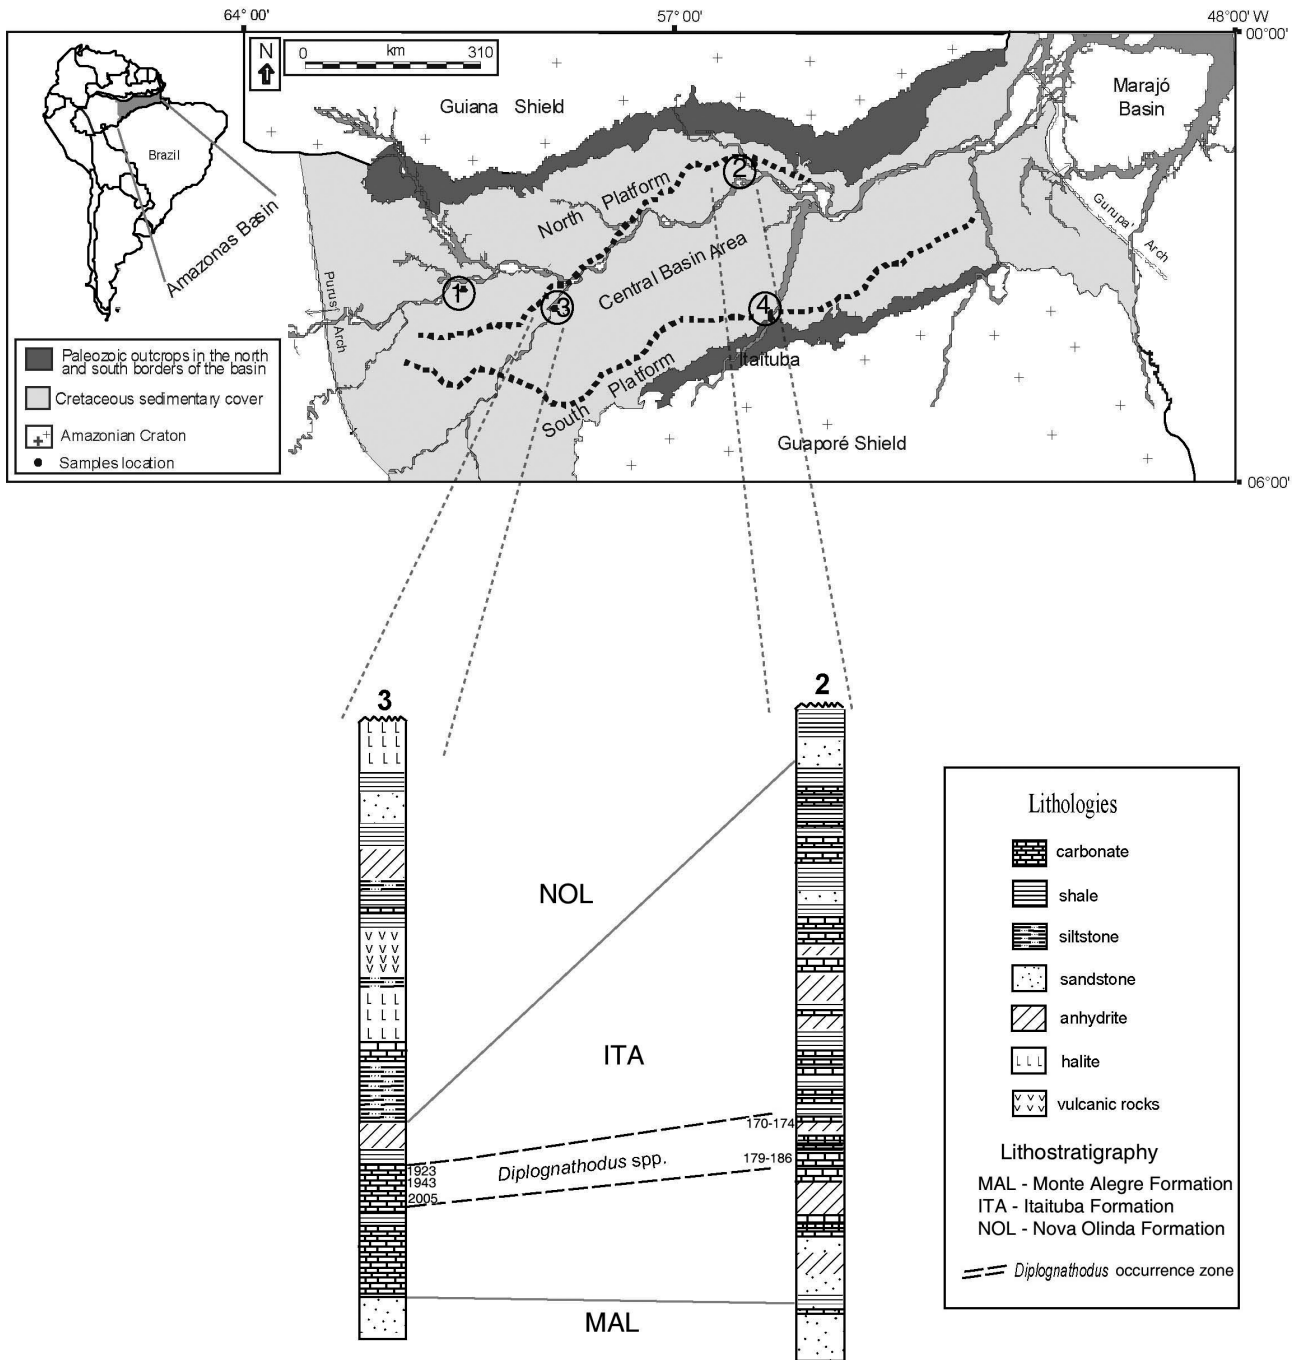 64° 00'
57° 00'
48°00' W
00°00'
N
0 km 310
Guiana Shield
Marajó
Basin
Brazil
Amazonas Basin
North Platform
2
Gurupa' Arch
Central Basin Area
Purus Arch
1
3
4
Itaituba
South Platform
Guaporé Shield
06°00'
Paleozoic outcrops in the north
and south borders of the basin
Cretaceous sedimentary cover
Amazonian Craton
Samples location
3
2
NOL
ITA
170-174
179-186
Diplognathodus spp.
1923
1943
2005
MAL
Lithologies
carbonate
shale
siltstone
sandstone
anhydrite
halite
vulcanic rocks
Lithostratigraphy
MAL - Monte Alegre Formation
ITA - Itaituba Formation
NOL - Nova Olinda Formation
Diplognathodus occurrence zone